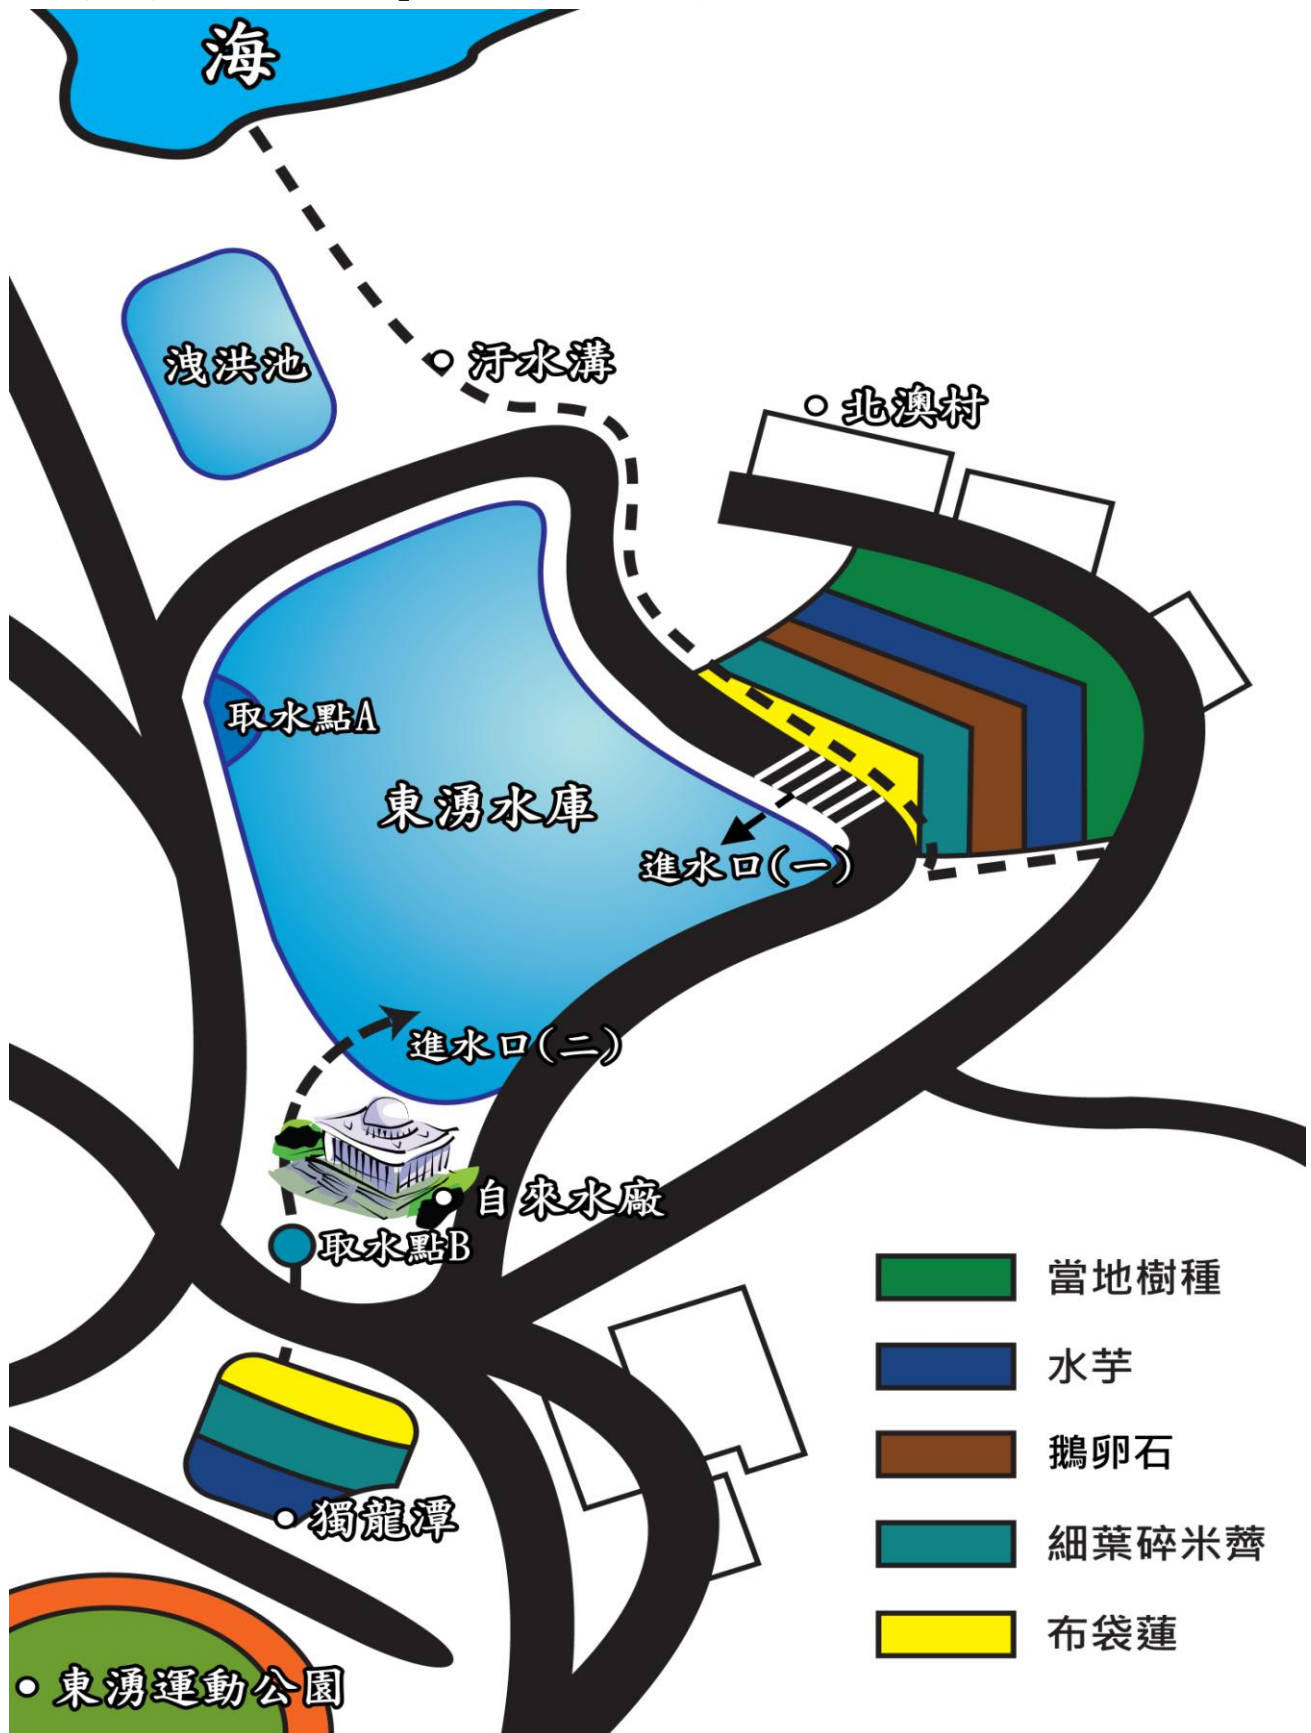 海
洩洪池
汙水溝
北澳村
取水點A
東湧水庫
進水口(一)
進水口(二)
自來水廠
取水點B
當地樹種
水芋
鵝卵石
細葉碎米薺
布袋蓮
獨龍潭
東湧運動公園